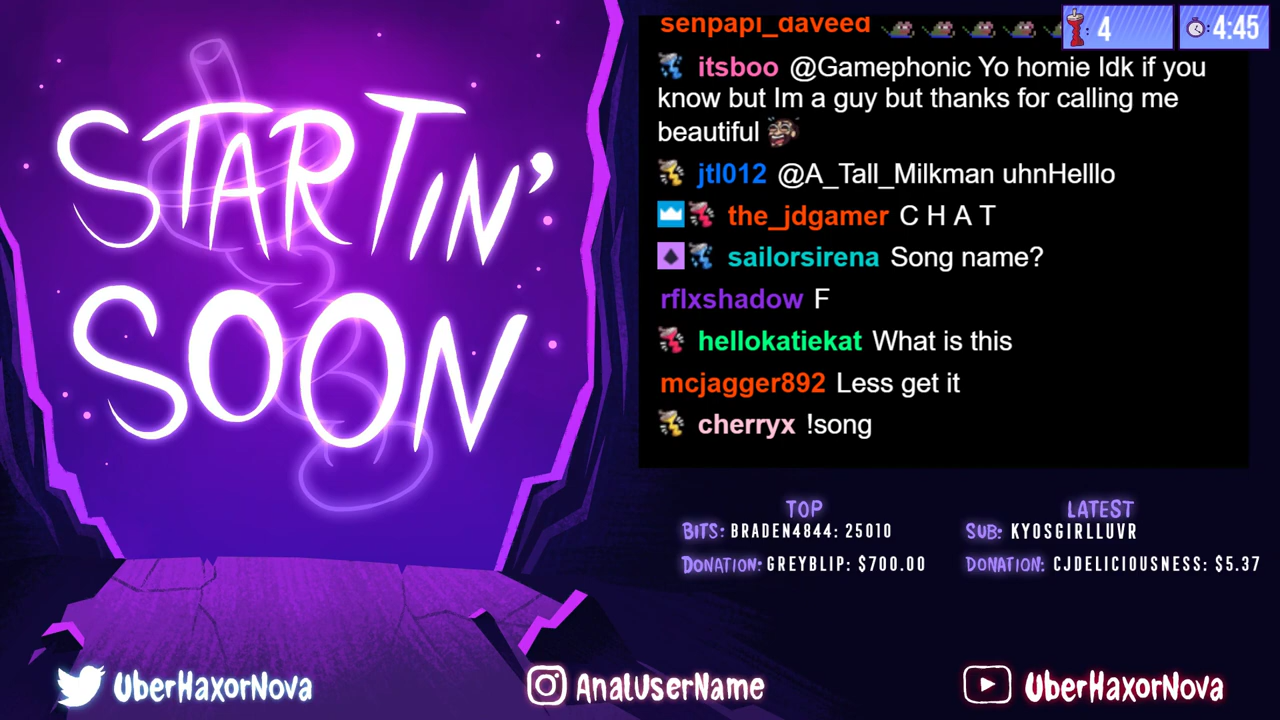 STARTIN'
SOON
senpapi_daveed
: 4
: 4:45
itsboo @Gamephonic Yo homie Idk if you
know but Im a guy but thanks for calling me
beautiful
jtl012 @A_Tall_Milkman uhnHelllo
the_jdgamer C H A T
sailorsirena Song name?
rflxshadow F
hellokatiekat What is this
mcjagger892 Less get it
cherryx !song
TOP
BITS: BRADEN4844: 25010
DONATION: GREYBLIP: $700.00
LATEST
SUB: KYOSGIRLLUVR
DONATION: CJDELICIOUSNESS: $5.37
UberHaxorNova
AnalUserName
UberHaxorNova